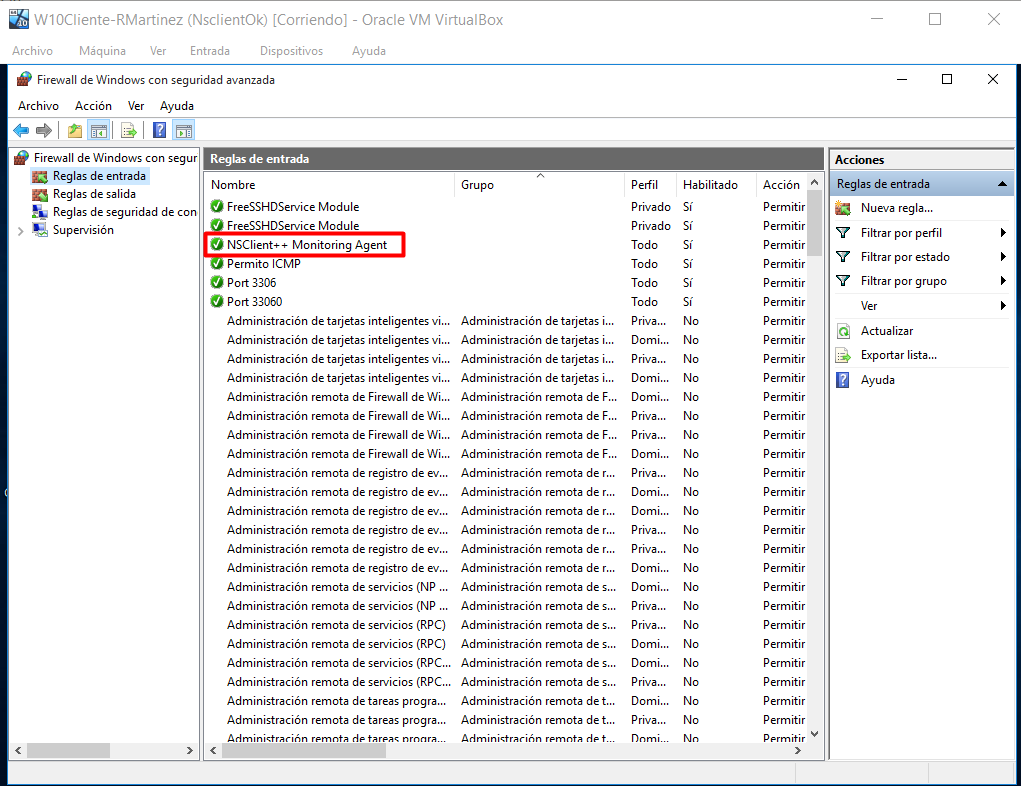 W10Cliente-RMartinez (NsclientOk) [Corriendo] - Oracle VM VirtualBox
Archivo Máquina Ver Entrada Dispositivos Ayuda
Firewall de Windows con seguridad avanzada
Archivo Acción Ver Ayuda
Firewall de Windows con segur
Reglas de entrada
Reglas de salida
Reglas de seguridad de con
Supervisión
Reglas de entrada
Nombre Grupo Perfil Habilitado Acción
FreeSSHDService Module Privado Sí Permitir
FreeSSHDService Module Privado Sí Permitir
NSClient++ Monitoring Agent Todo Sí Permitir
Permito ICMP Todo Sí Permitir
Port 3306 Todo Sí Permitir
Port 33060 Todo Sí Permitir
Administración de tarjetas inteligentes vi... Administración de tarjetas i... Priva... No Permitir
Administración de tarjetas inteligentes vi... Administración de tarjetas i... Domi... No Permitir
Administración de tarjetas inteligentes vi... Administración de tarjetas i... Priva... No Permitir
Administración de tarjetas inteligentes vi... Administración de tarjetas i... Domi... No Permitir
Administración remota de Firewall de Wi... Administración remota de F... Domi... No Permitir
Administración remota de Firewall de Wi... Administración remota de F... Priva... No Permitir
Administración remota de Firewall de Wi... Administración remota de F... Priva... No Permitir
Administración remota de Firewall de Wi... Administración remota de F... Domi... No Permitir
Administración remota de registro de ev... Administración remota de r... Priva... No Permitir
Administración remota de registro de ev... Administración remota de r... Domi... No Permitir
Administración remota de registro de ev... Administración remota de r... Domi... No Permitir
Administración remota de registro de ev... Administración remota de r... Priva... No Permitir
Administración remota de registro de ev... Administración remota de r... Priva... No Permitir
Administración remota de registro de ev... Administración remota de r... Domi... No Permitir
Administración remota de servicios (NP ... Administración remota de s... Domi... No Permitir
Administración remota de servicios (NP ... Administración remota de s... Priva... No Permitir
Administración remota de servicios (RPC) Administración remota de s... Priva... No Permitir
Administración remota de servicios (RPC) Administración remota de s... Domi... No Permitir
Administración remota de servicios (RPC... Administración remota de s... Domi... No Permitir
Administración remota de servicios (RPC... Administración remota de s... Priva... No Permitir
Administración remota de tareas progra... Administración remota de t... Domi... No Permitir
Administración remota de tareas progra... Administración remota de t... Priva... No Permitir
Administración remota de tareas progra... Administración remota de t... Domi... No Permitir
Acciones
Reglas de entrada
Nueva regla...
Filtrar por perfil
Filtrar por estado
Filtrar por grupo
Ver
Actualizar
Exportar lista...
Ayuda